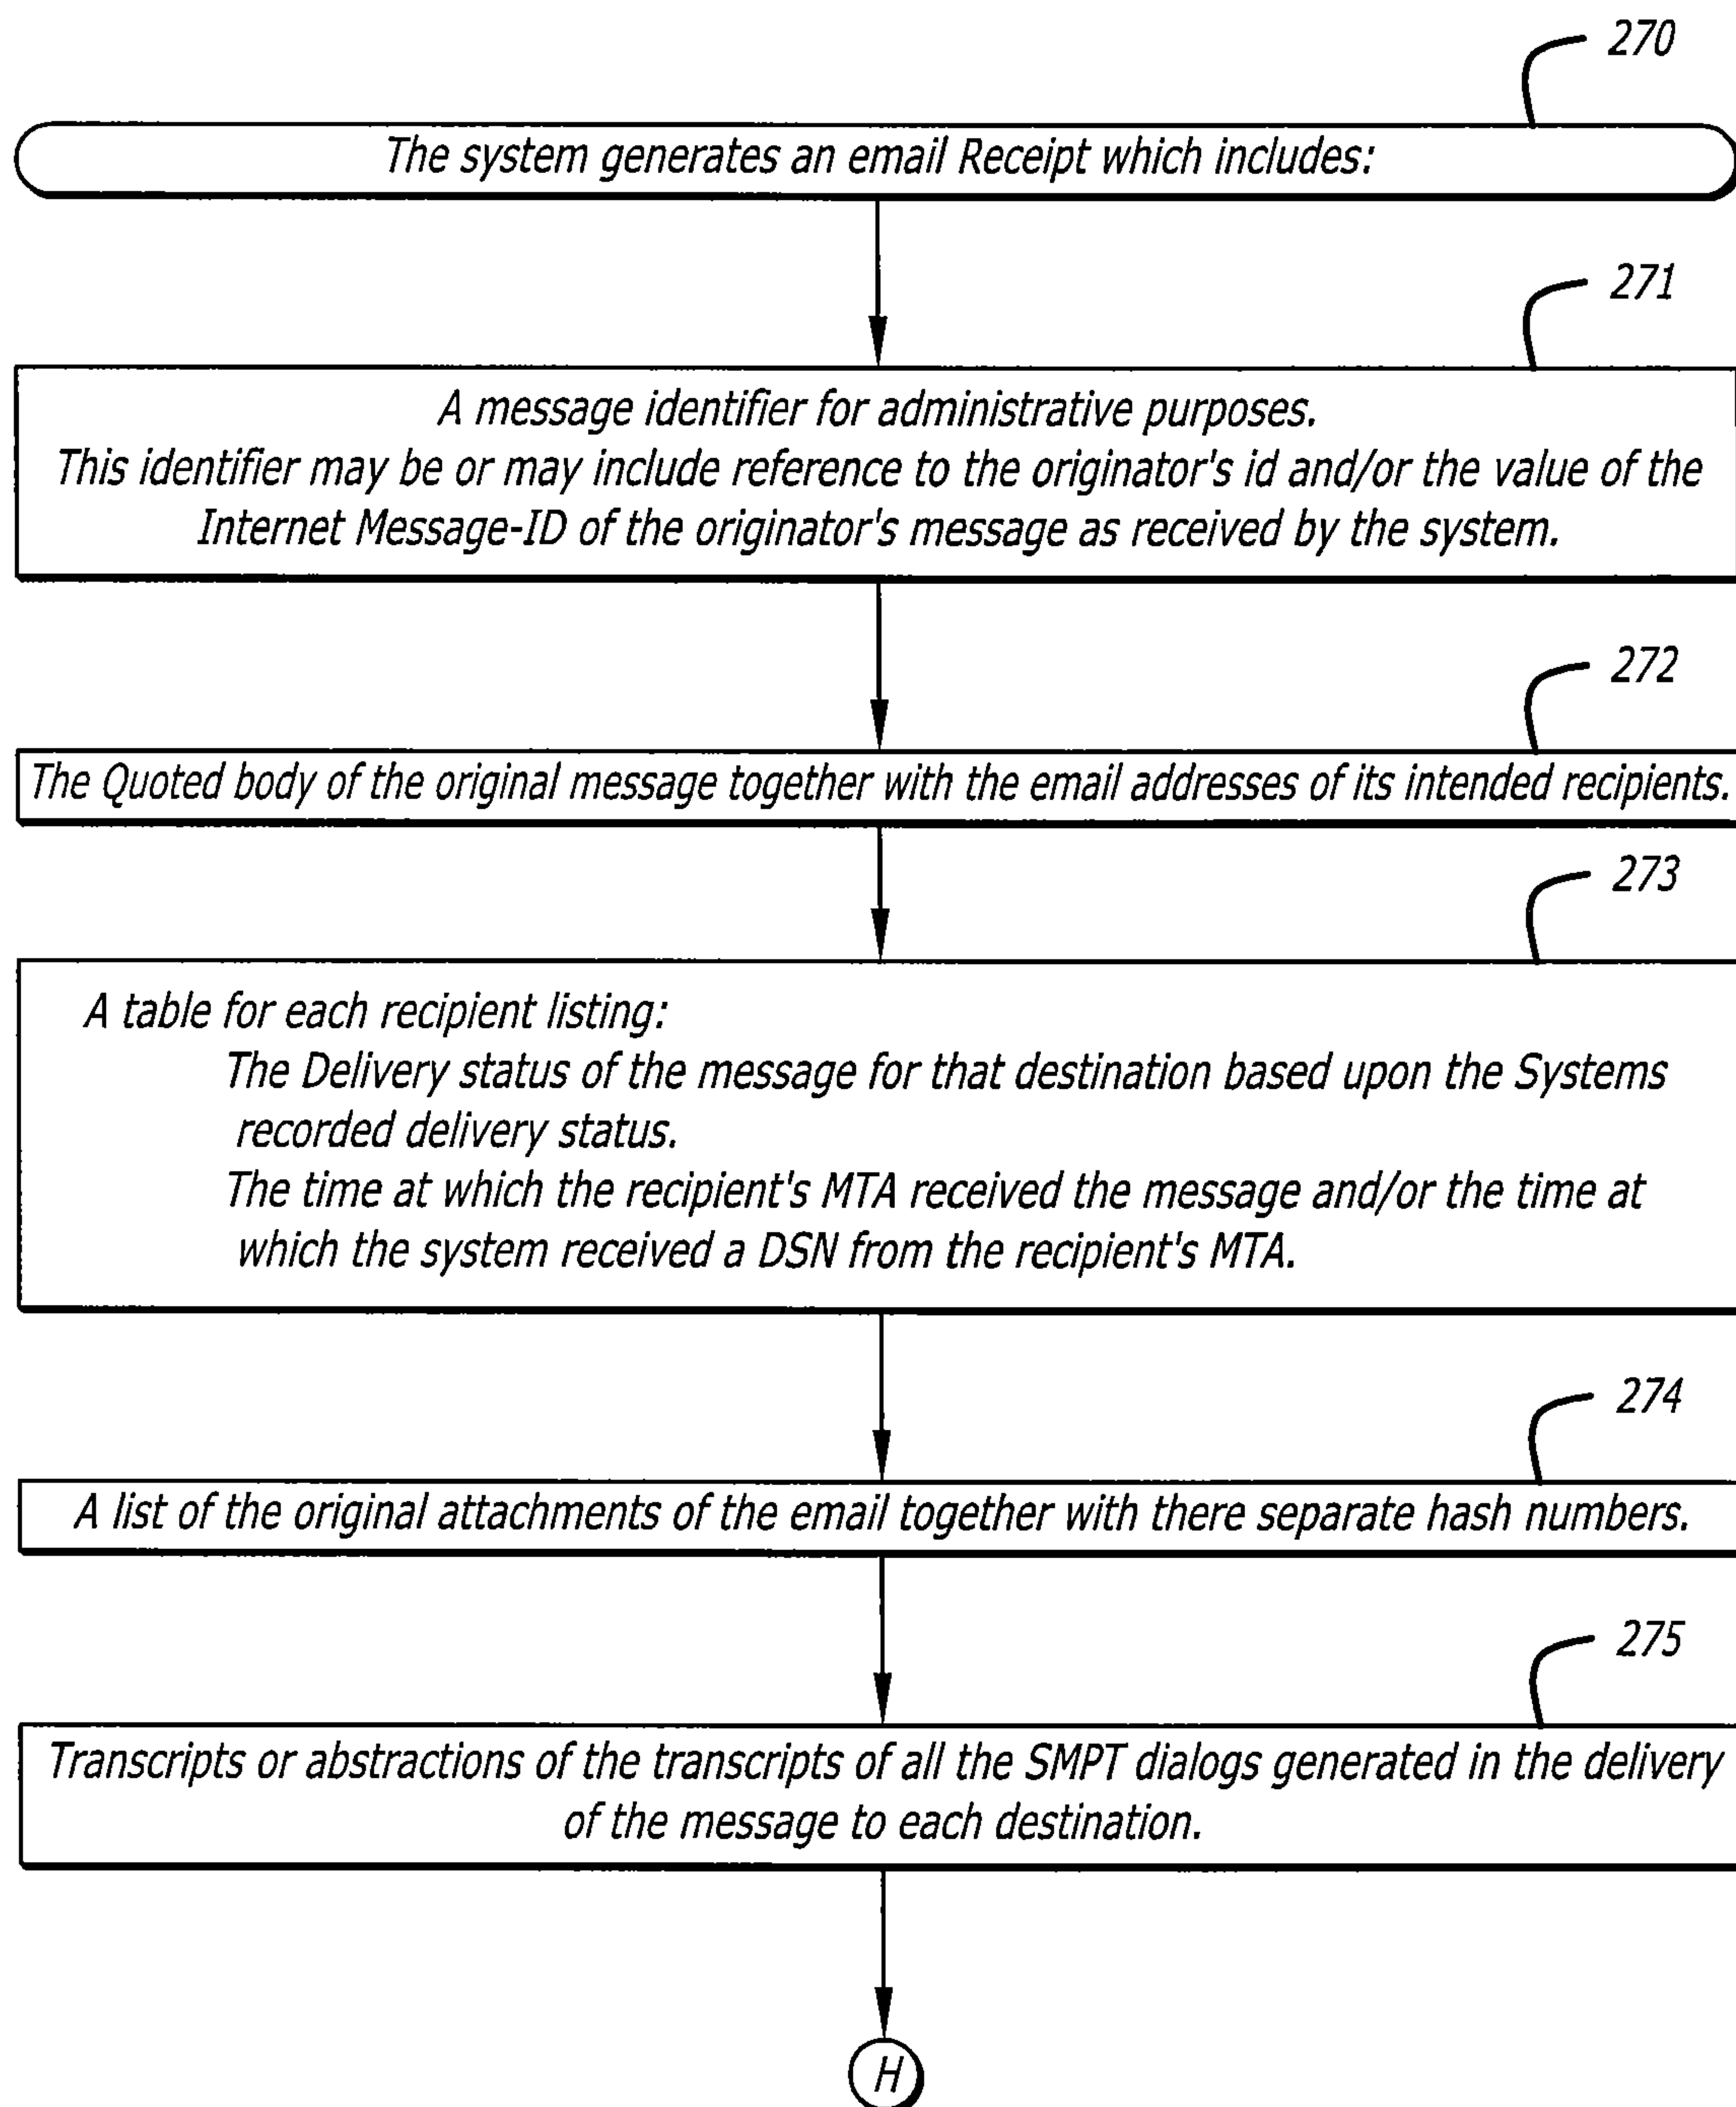 270
The system generates an email Receipt which includes:
271
A message identifier for administrative purposes.
This identifier may be or may include reference to the originator's id and/or the value of the
Internet Message-ID of the originator's message as received by the system.
272
The Quoted body of the original message together with the email addresses of its intended recipients.
273
A table for each recipient listing:
The Delivery status of the message for that destination based upon the Systems
recorded delivery status.
The time at which the recipient's MTA received the message and/or the time at
which the system received a DSN from the recipient's MTA.
274
A list of the original attachments of the email together with there separate hash numbers.
275
Transcripts or abstractions of the transcripts of all the SMPT dialogs generated in the delivery
of the message to each destination.
H